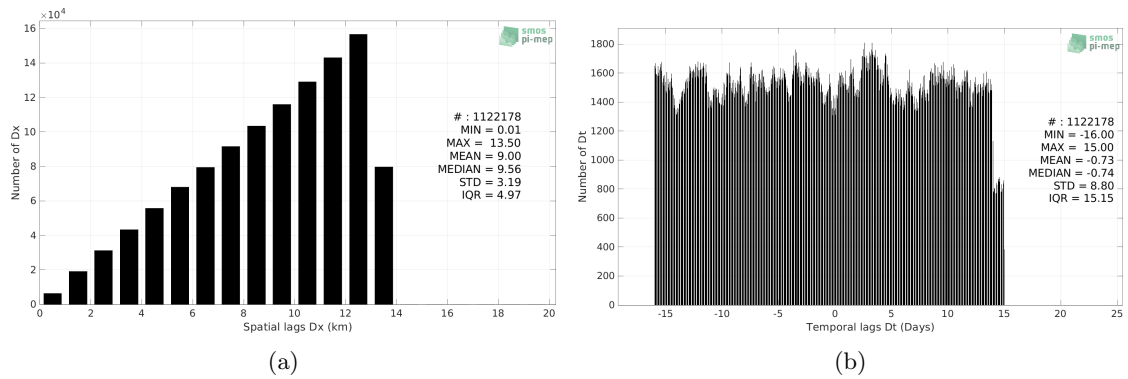 ×10⁴
16
14
12
10
8
6
4
2
0
Number of Dx
0 2 4 6 8 10 12 14 16 18 20
Spatial lags Dx (km)
smos
pi-mep
# : 1122178
MIN = 0.01
MAX = 13.50
MEAN = 9.00
MEDIAN = 9.56
STD = 3.19
IQR = 4.97
(a)
1800
1600
1400
1200
1000
800
600
400
200
0
Number of Dt
-15 -10 -5 0 5 10 15 20 25
Temporal lags Dt (Days)
smos
pi-mep
# : 1122178
MIN = -16.00
MAX = 15.00
MEAN = -0.73
MEDIAN = -0.74
STD = 8.80
IQR = 15.15
(b)